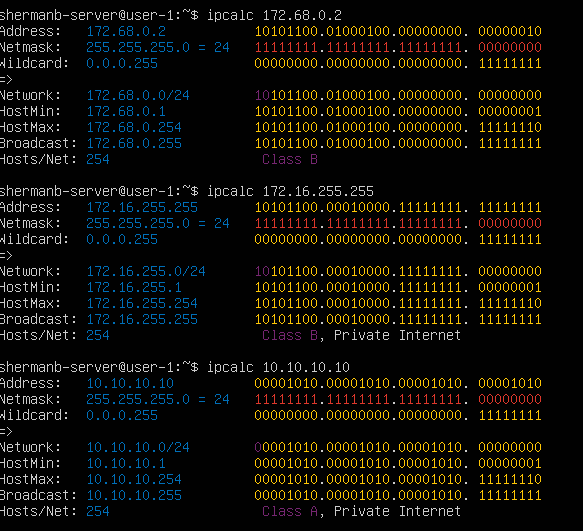 shermanb-server@user-1:~$ ipcalc 172.68.0.2
Address: 172.68.0.2 10101100.01000100.00000000. 00000010
Netmask: 255.255.255.0 = 24 11111111.11111111.11111111. 00000000
Wildcard: 0.0.0.255 00000000.00000000.00000000. 11111111
=>
Network: 172.68.0.0/24 10101100.01000100.00000000. 00000000
HostMin: 172.68.0.1 10101100.01000100.00000000. 00000001
HostMax: 172.68.0.254 10101100.01000100.00000000. 11111110
Broadcast: 172.68.0.255 10101100.01000100.00000000. 11111111
Hosts/Net: 254 Class B
shermanb-server@user-1:~$ ipcalc 172.16.255.255
Address: 172.16.255.255 10101100.00010000.11111111. 11111111
Netmask: 255.255.255.0 = 24 11111111.11111111.11111111. 00000000
Wildcard: 0.0.0.255 00000000.00000000.00000000. 11111111
=>
Network: 172.16.255.0/24 10101100.00010000.11111111. 00000000
HostMin: 172.16.255.1 10101100.00010000.11111111. 00000001
HostMax: 172.16.255.254 10101100.00010000.11111111. 11111110
Broadcast: 172.16.255.255 10101100.00010000.11111111. 11111111
Hosts/Net: 254 Class B, Private Internet
shermanb-server@user-1:~$ ipcalc 10.10.10.10
Address: 10.10.10.10 00001010.00001010.00001010. 00001010
Netmask: 255.255.255.0 = 24 11111111.11111111.11111111. 00000000
Wildcard: 0.0.0.255 00000000.00000000.00000000. 11111111
=>
Network: 10.10.10.0/24 00001010.00001010.00001010. 00000000
HostMin: 10.10.10.1 00001010.00001010.00001010. 00000001
HostMax: 10.10.10.254 00001010.00001010.00001010. 11111110
Broadcast: 10.10.10.255 00001010.00001010.00001010. 11111111
Hosts/Net: 254 Class A, Private Internet